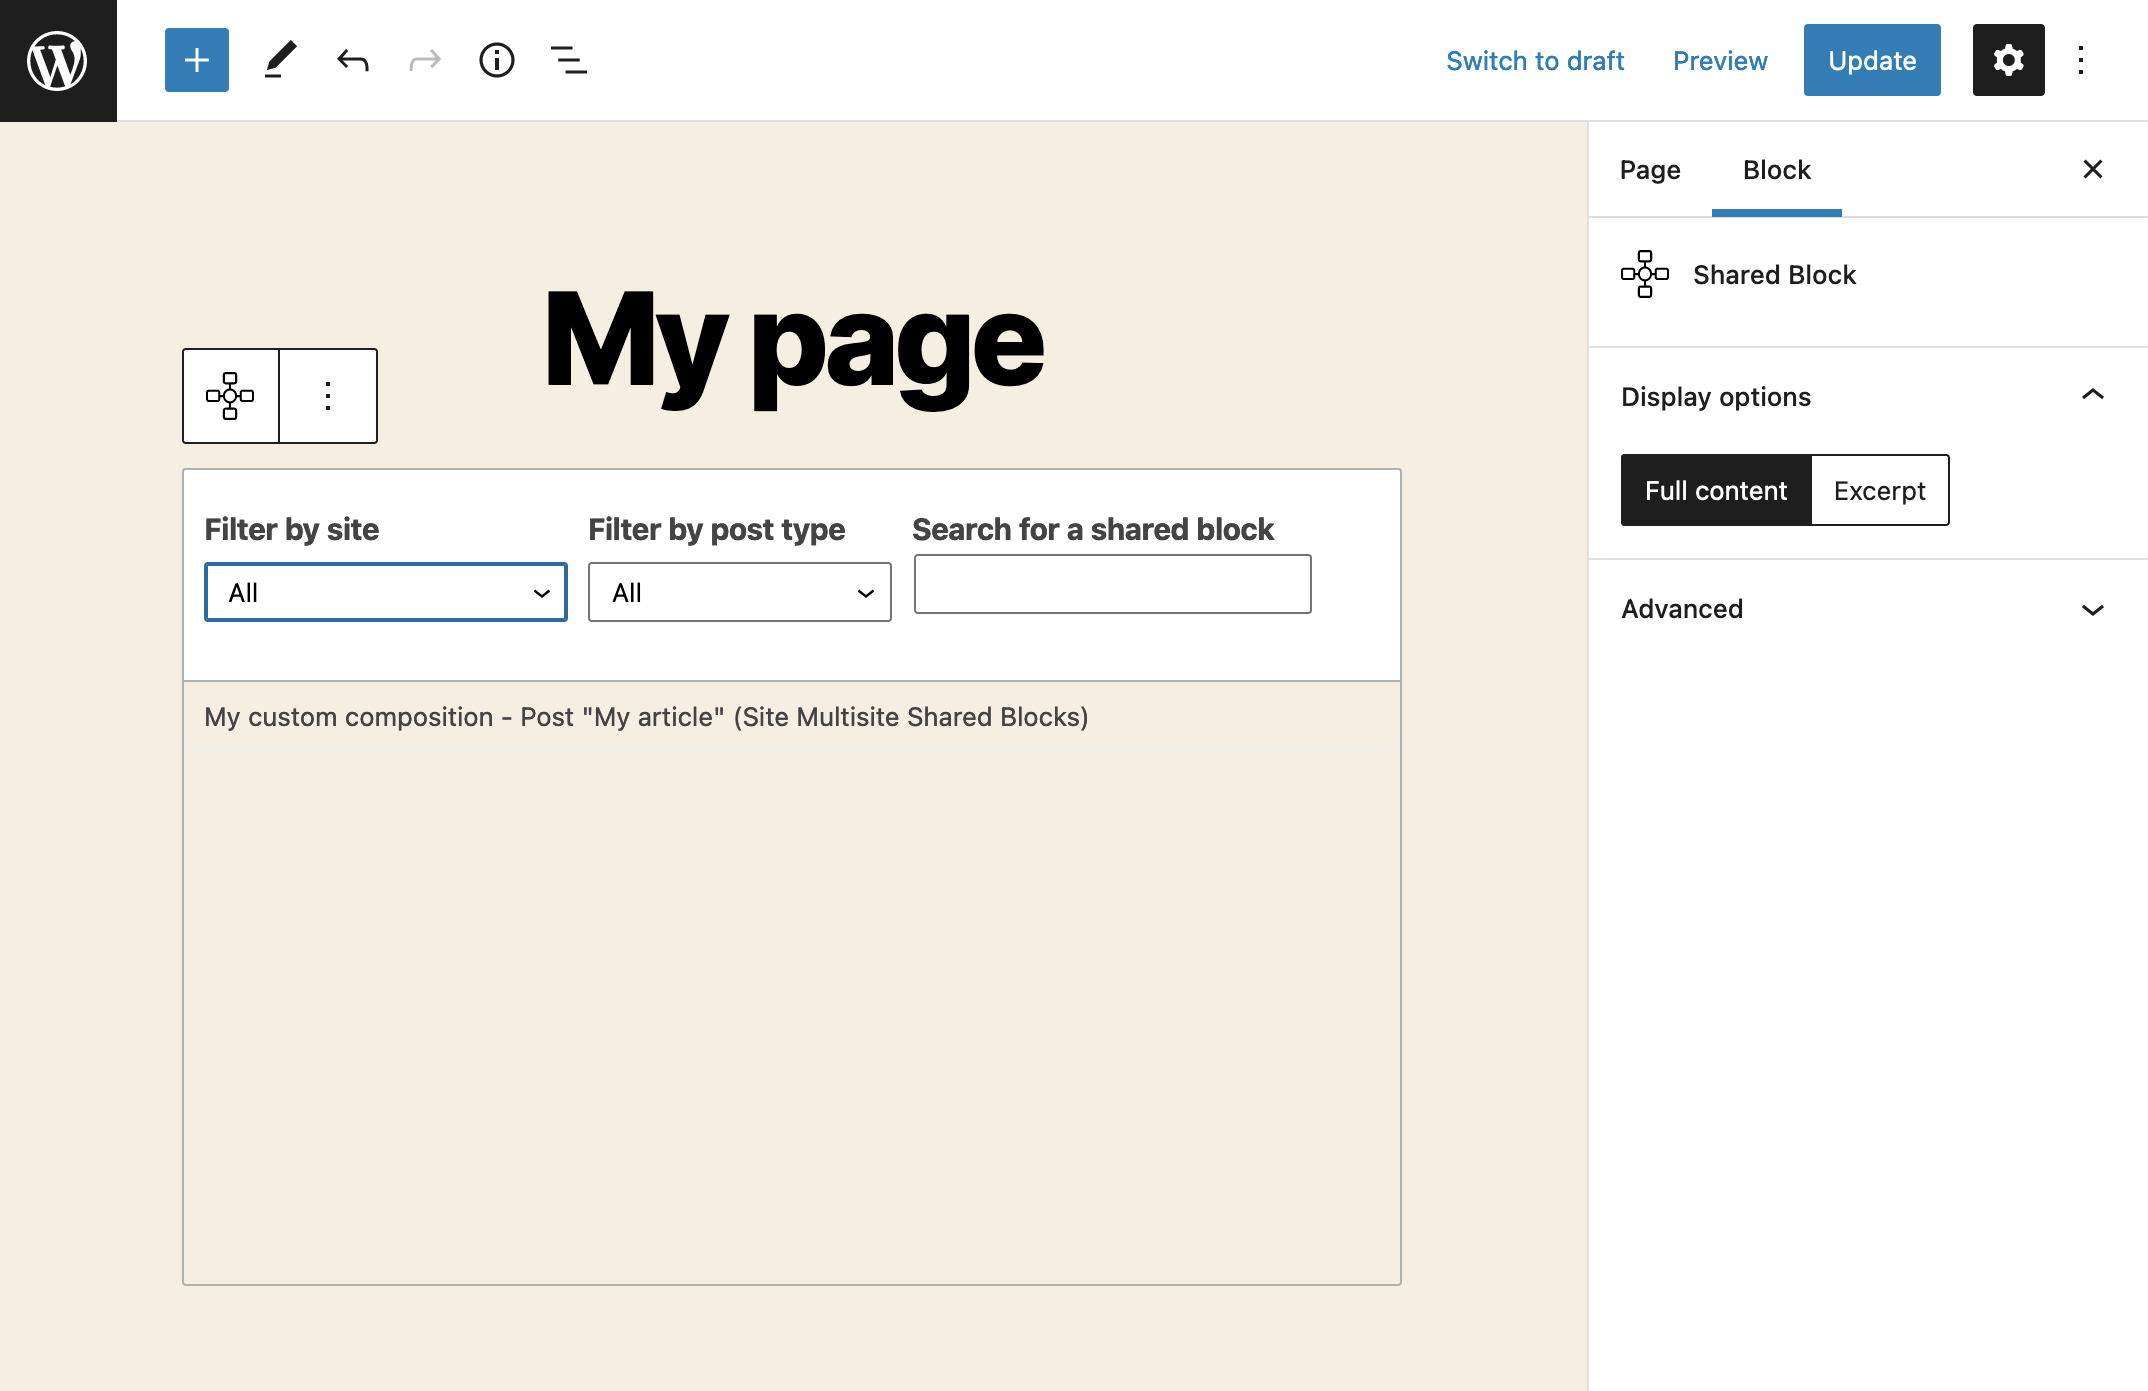 Switch to draft Preview Update
Page Block
Shared Block
Display options
Full content Excerpt
Advanced
My page
Filter by site Filter by post type Search for a shared block
All All
My custom composition - Post "My article" (Site Multisite Shared Blocks)